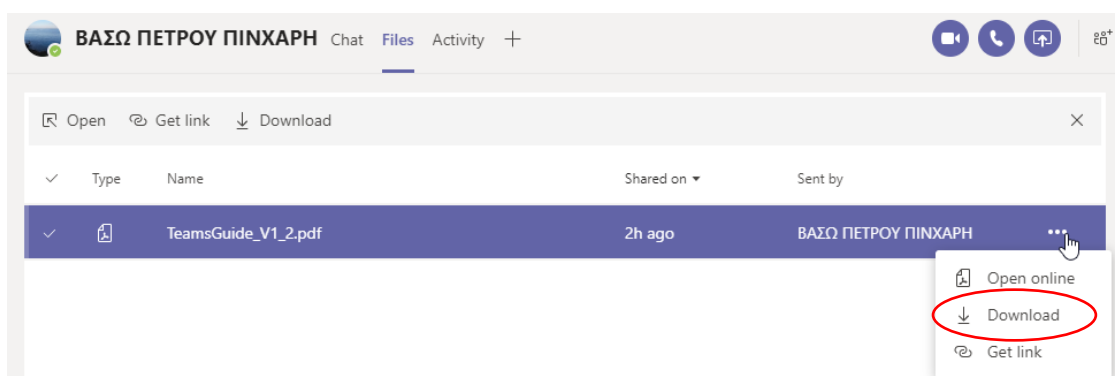 ΒΑΣΩ ΠΕΤΡΟΥ ΠΙΝΧΑΡΗ Chat Files Activity +
Open Get link Download
Type Name Shared on Sent by
TeamsGuide_V1_2.pdf 2h ago ΒΑΣΩ ΠΕΤΡΟΥ ΠΙΝΧΑΡΗ
Open online
Download
Get link